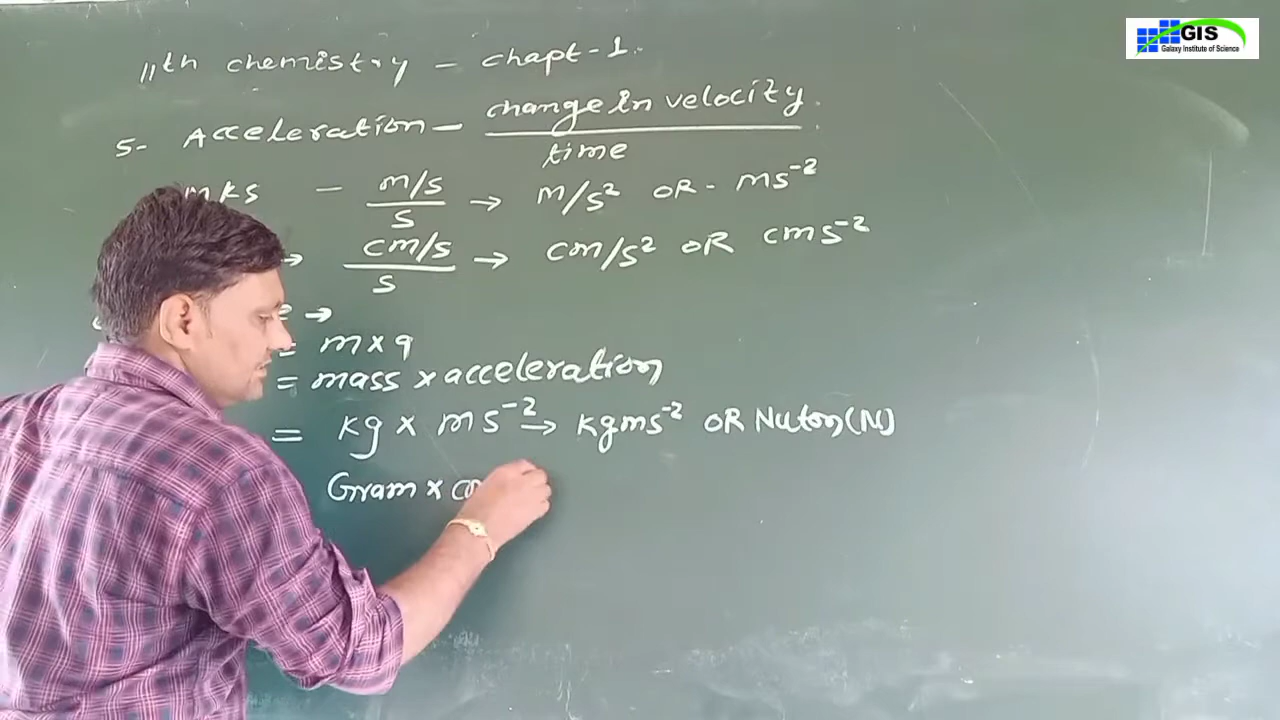 GIS
Galaxy Institute of Science
11th chemistry - chapt-1.
5- Acceleration - change in velocity
time
MKS - m/s / s → m/s² OR - ms⁻²
cm/s / s → cm/s² OR cms⁻²
→
= m×a
= mass × acceleration
= kg × ms⁻² → kgms⁻² OR Nuton(N)
Gram ×